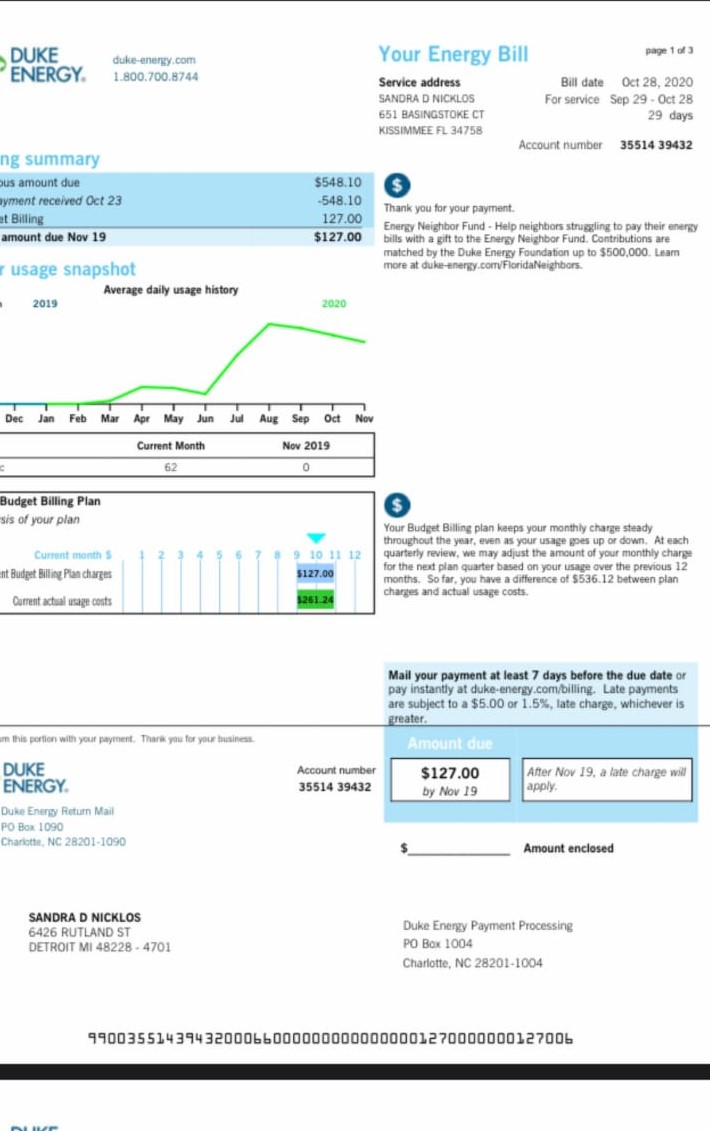 DUKE
ENERGY®
duke-energy.com
1.800.700.8744
Your Energy Bill
page 1 of 3
Service address
SANDRA D NICKLOS
651 BASINGSTOKE CT
KISSIMMEE FL 34758
Bill date Oct 28, 2020
For service Sep 29 - Oct 28
29 days
Account number 35514 39432
ng summary
ous amount due $548.10
ayment received Oct 23 -548.10
et Billing 127.00
amount due Nov 19 $127.00
$
Thank you for your payment.
Energy Neighbor Fund - Help neighbors struggling to pay their energy
bills with a gift to the Energy Neighbor Fund. Contributions are
matched by the Duke Energy Foundation up to $500,000. Learn
more at duke-energy.com/FloridaNeighbors.
r usage snapshot
Average daily usage history
2019 2020
Dec Jan Feb Mar Apr May Jun Jul Aug Sep Oct Nov
Current Month Nov 2019
c 62 0
Budget Billing Plan
sis of your plan
Current month $ 1 2 3 4 5 6 7 8 9 10 11 12
nt Budget Billing Plan charges $127.00
Current actual usage costs $261.24
$
Your Budget Billing plan keeps your monthly charge steady
throughout the year, even as your usage goes up or down. At each
quarterly review, we may adjust the amount of your monthly charge
for the next plan quarter based on your usage over the previous 12
months. So far, you have a difference of $536.12 between plan
charges and actual usage costs.
Mail your payment at least 7 days before the due date or
pay instantly at duke-energy.com/billing. Late payments
are subject to a $5.00 or 1.5%, late charge, whichever is
greater.
rn this portion with your payment. Thank you for your business.
Amount due
DUKE
ENERGY®
Account number
35514 39432
$127.00
by Nov 19
After Nov 19, a late charge will
apply.
Duke Energy Return Mail
PO Box 1090
Charlotte, NC 28201-1090
$ Amount enclosed
SANDRA D NICKLOS
6426 RUTLAND ST
DETROIT MI 48228 - 4701
Duke Energy Payment Processing
PO Box 1004
Charlotte, NC 28201-1004
DUKE